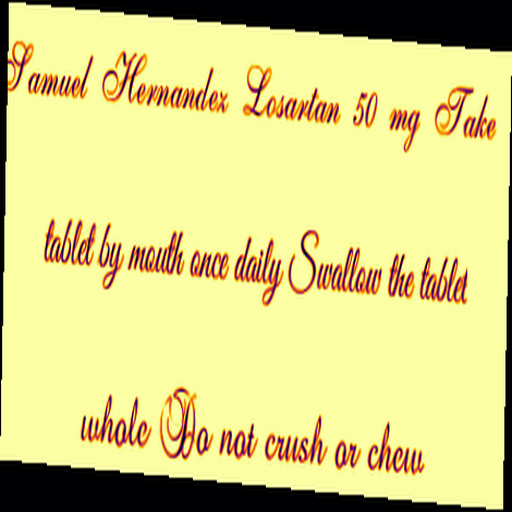 Samuel Hernandez Losartan 50 mg Take
tablet by mouth once daily Swallow the tablet
whole Do not crush or chew